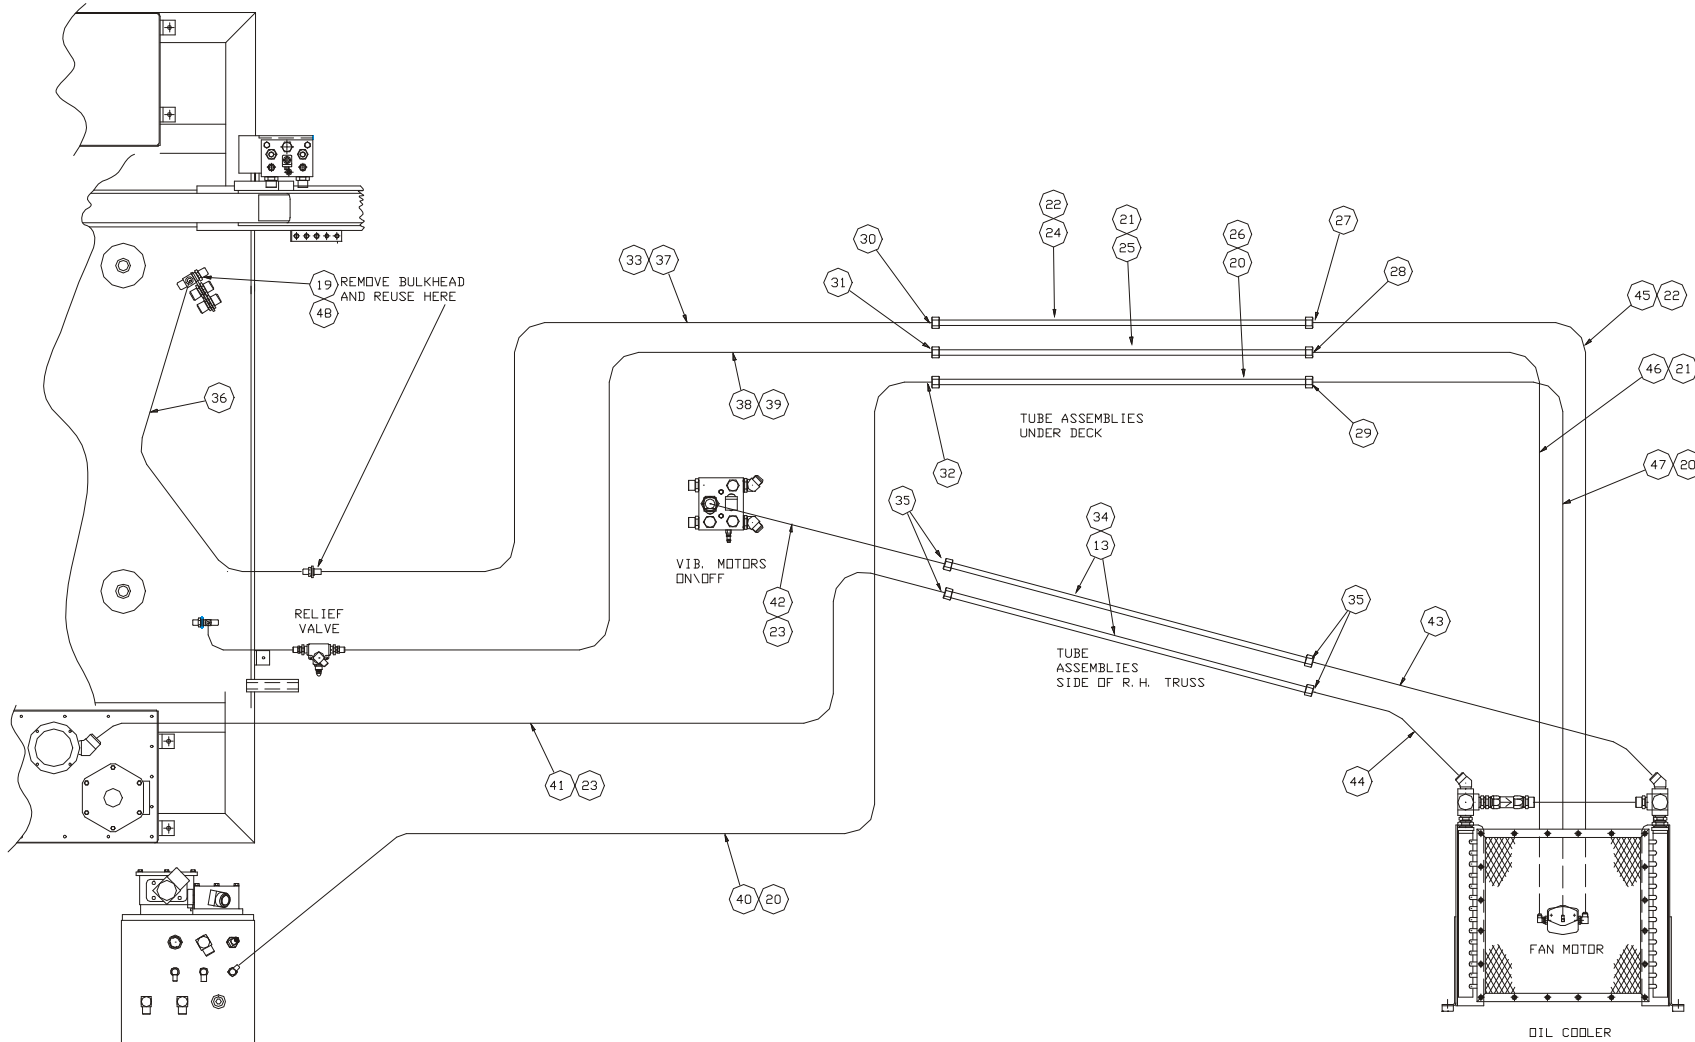 22
24
21
25
26
20
27
30
33 37
31
28
19 REMOVE BULKHEAD
48 AND REUSE HERE
45 22
36
38 39
46 21
TUBE ASSEMBLIES
UNDER DECK
29
32
47 20
35
34
13
VIB. MOTORS
ON\OFF
42
23
RELIEF
VALVE
35
43
TUBE
ASSEMBLIES
SIDE OF R.H. TRUSS
41 23
44
40 20
FAN MOTOR
OIL COOLER